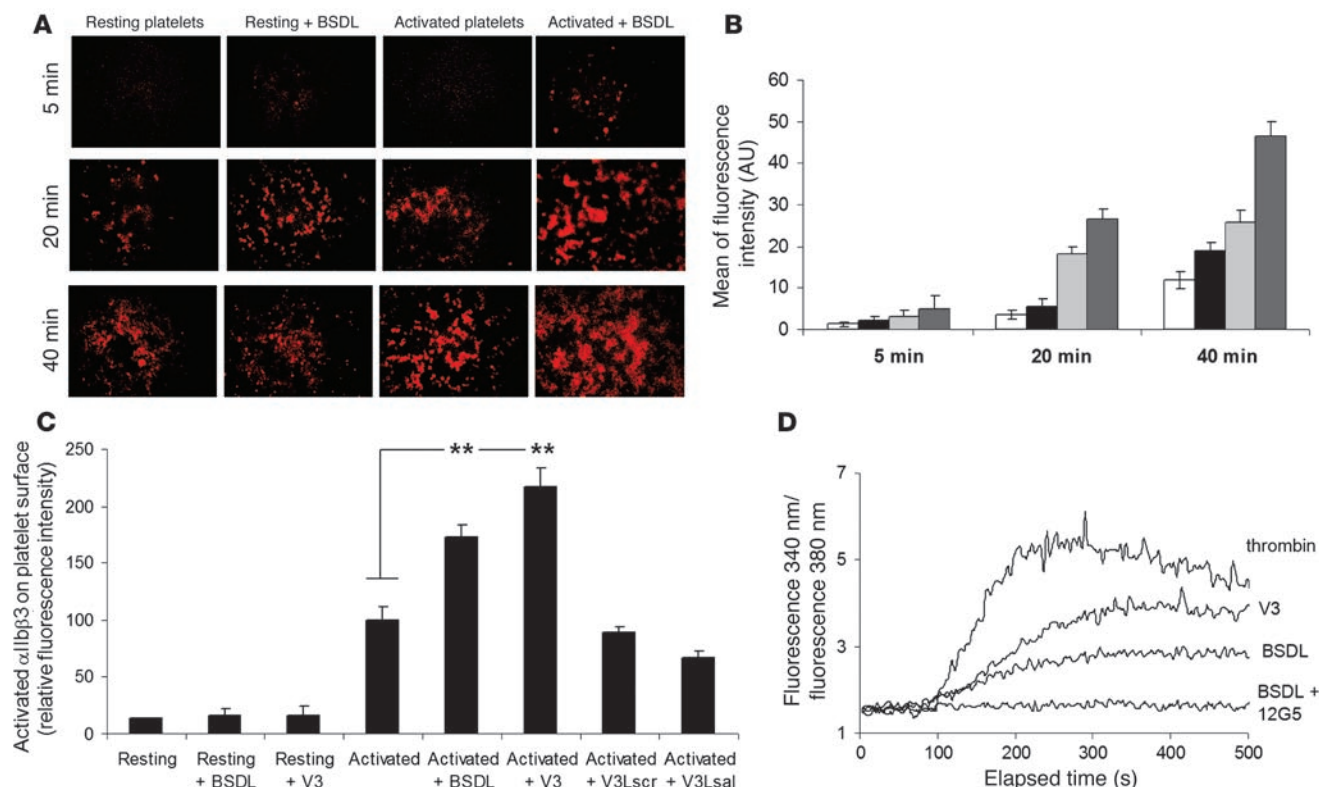 A
Resting platelets
Resting + BSDL
Activated platelets
Activated + BSDL
5 min
20 min
40 min
B
Mean of fluorescence
intensity (AU)
60
50
40
30
20
10
0
5 min
20 min
40 min
C
Activated αIIbβ3 on platelet surface
(relative fluorescence intensity)
250
200
150
100
50
0
**
**
Resting
Resting
+ BSDL
Resting
+ V3
Activated
Activated
+ BSDL
Activated
+ V3
Activated
+ V3Lscr
Activated
+ V3Lsal
D
Fluorescence 340 nm/
fluorescence 380 nm
7
5
3
1
thrombin
V3
BSDL
BSDL +
12G5
0
100
200
300
400
500
Elapsed time (s)